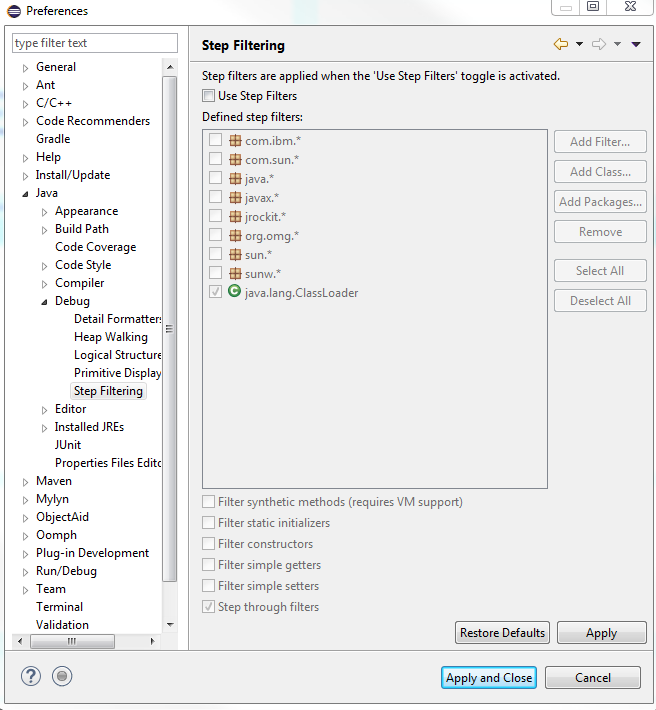 Preferences
type filter text
General
Ant
C/C++
Code Recommenders
Gradle
Help
Install/Update
Java
Appearance
Build Path
Code Coverage
Code Style
Compiler
Debug
Detail Formatters
Heap Walking
Logical Structure
Primitive Display
Step Filtering
Editor
Installed JREs
JUnit
Properties Files Edito
Maven
Mylyn
ObjectAid
Oomph
Plug-in Development
Run/Debug
Team
Terminal
Validation
Step Filtering
Step filters are applied when the 'Use Step Filters' toggle is activated.
Use Step Filters
Defined step filters:
com.ibm.*
com.sun.*
java.*
javax.*
jrockit.*
org.omg.*
sun.*
sunw.*
java.lang.ClassLoader
Add Filter...
Add Class...
Add Packages...
Remove
Select All
Deselect All
Filter synthetic methods (requires VM support)
Filter static initializers
Filter constructors
Filter simple getters
Filter simple setters
Step through filters
Restore Defaults
Apply
Apply and Close
Cancel